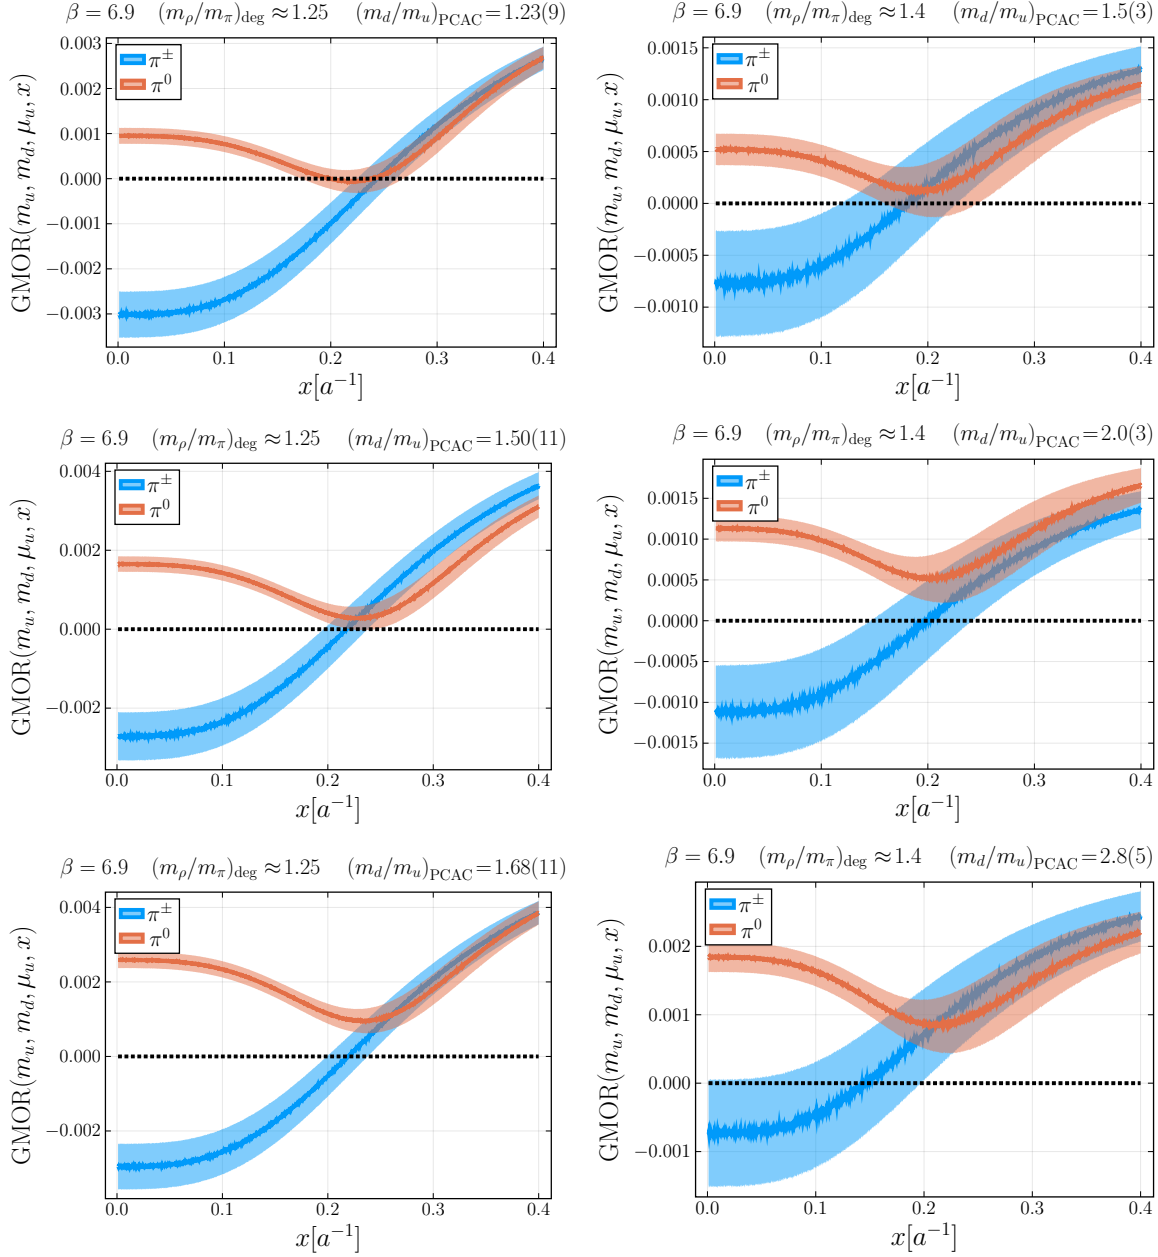 β = 6.9 (m_ρ/m_π)_deg ≈ 1.25 (m_d/m_u)_PCAC = 1.23(9)
GMOR(m_u, m_d, μ_u, x)
0.003
0.002
0.001
0.000
−0.001
−0.002
−0.003
π±
π⁰
0.0 0.1 0.2 0.3 0.4
x[a⁻¹]
β = 6.9 (m_ρ/m_π)_deg ≈ 1.4 (m_d/m_u)_PCAC = 1.5(3)
GMOR(m_u, m_d, μ_u, x)
0.0015
0.0010
0.0005
0.0000
−0.0005
−0.0010
π±
π⁰
0.0 0.1 0.2 0.3 0.4
x[a⁻¹]
β = 6.9 (m_ρ/m_π)_deg ≈ 1.25 (m_d/m_u)_PCAC = 1.50(11)
GMOR(m_u, m_d, μ_u, x)
0.004
0.002
0.000
−0.002
π±
π⁰
0.0 0.1 0.2 0.3 0.4
x[a⁻¹]
β = 6.9 (m_ρ/m_π)_deg ≈ 1.4 (m_d/m_u)_PCAC = 2.0(3)
GMOR(m_u, m_d, μ_u, x)
0.0015
0.0010
0.0005
0.0000
−0.0005
−0.0010
−0.0015
π±
π⁰
0.0 0.1 0.2 0.3 0.4
x[a⁻¹]
β = 6.9 (m_ρ/m_π)_deg ≈ 1.25 (m_d/m_u)_PCAC = 1.68(11)
GMOR(m_u, m_d, μ_u, x)
0.004
0.002
0.000
−0.002
π±
π⁰
0.0 0.1 0.2 0.3 0.4
x[a⁻¹]
β = 6.9 (m_ρ/m_π)_deg ≈ 1.4 (m_d/m_u)_PCAC = 2.8(5)
GMOR(m_u, m_d, μ_u, x)
0.002
0.001
0.000
−0.001
π±
π⁰
0.0 0.1 0.2 0.3 0.4
x[a⁻¹]